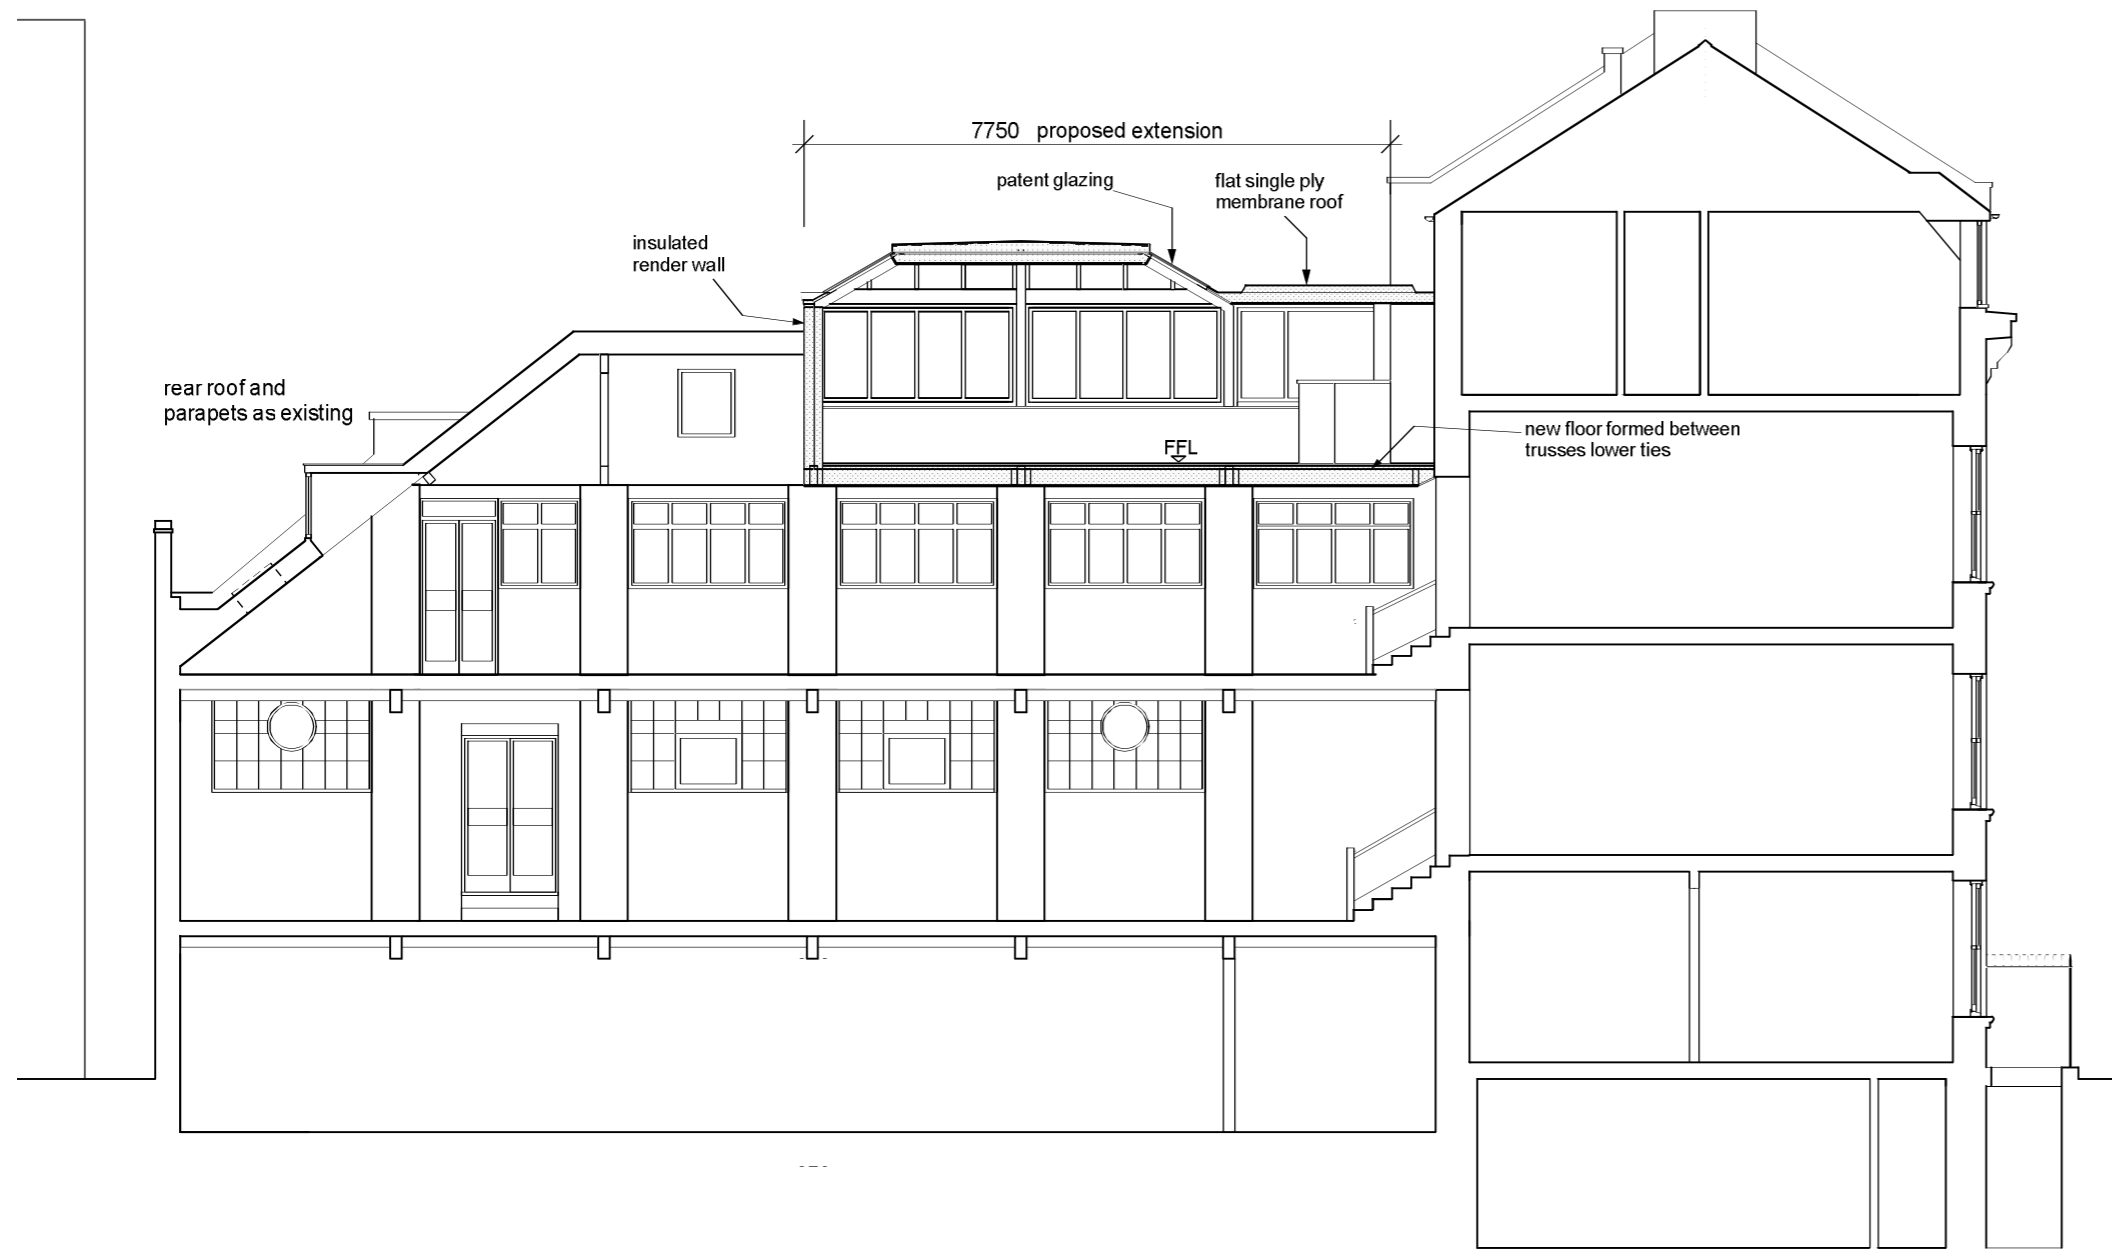 7750 proposed extension
patent glazing
flat single ply
membrane roof
insulated
render wall
rear roof and
parapets as existing
new floor formed between
trusses lower ties
FFL